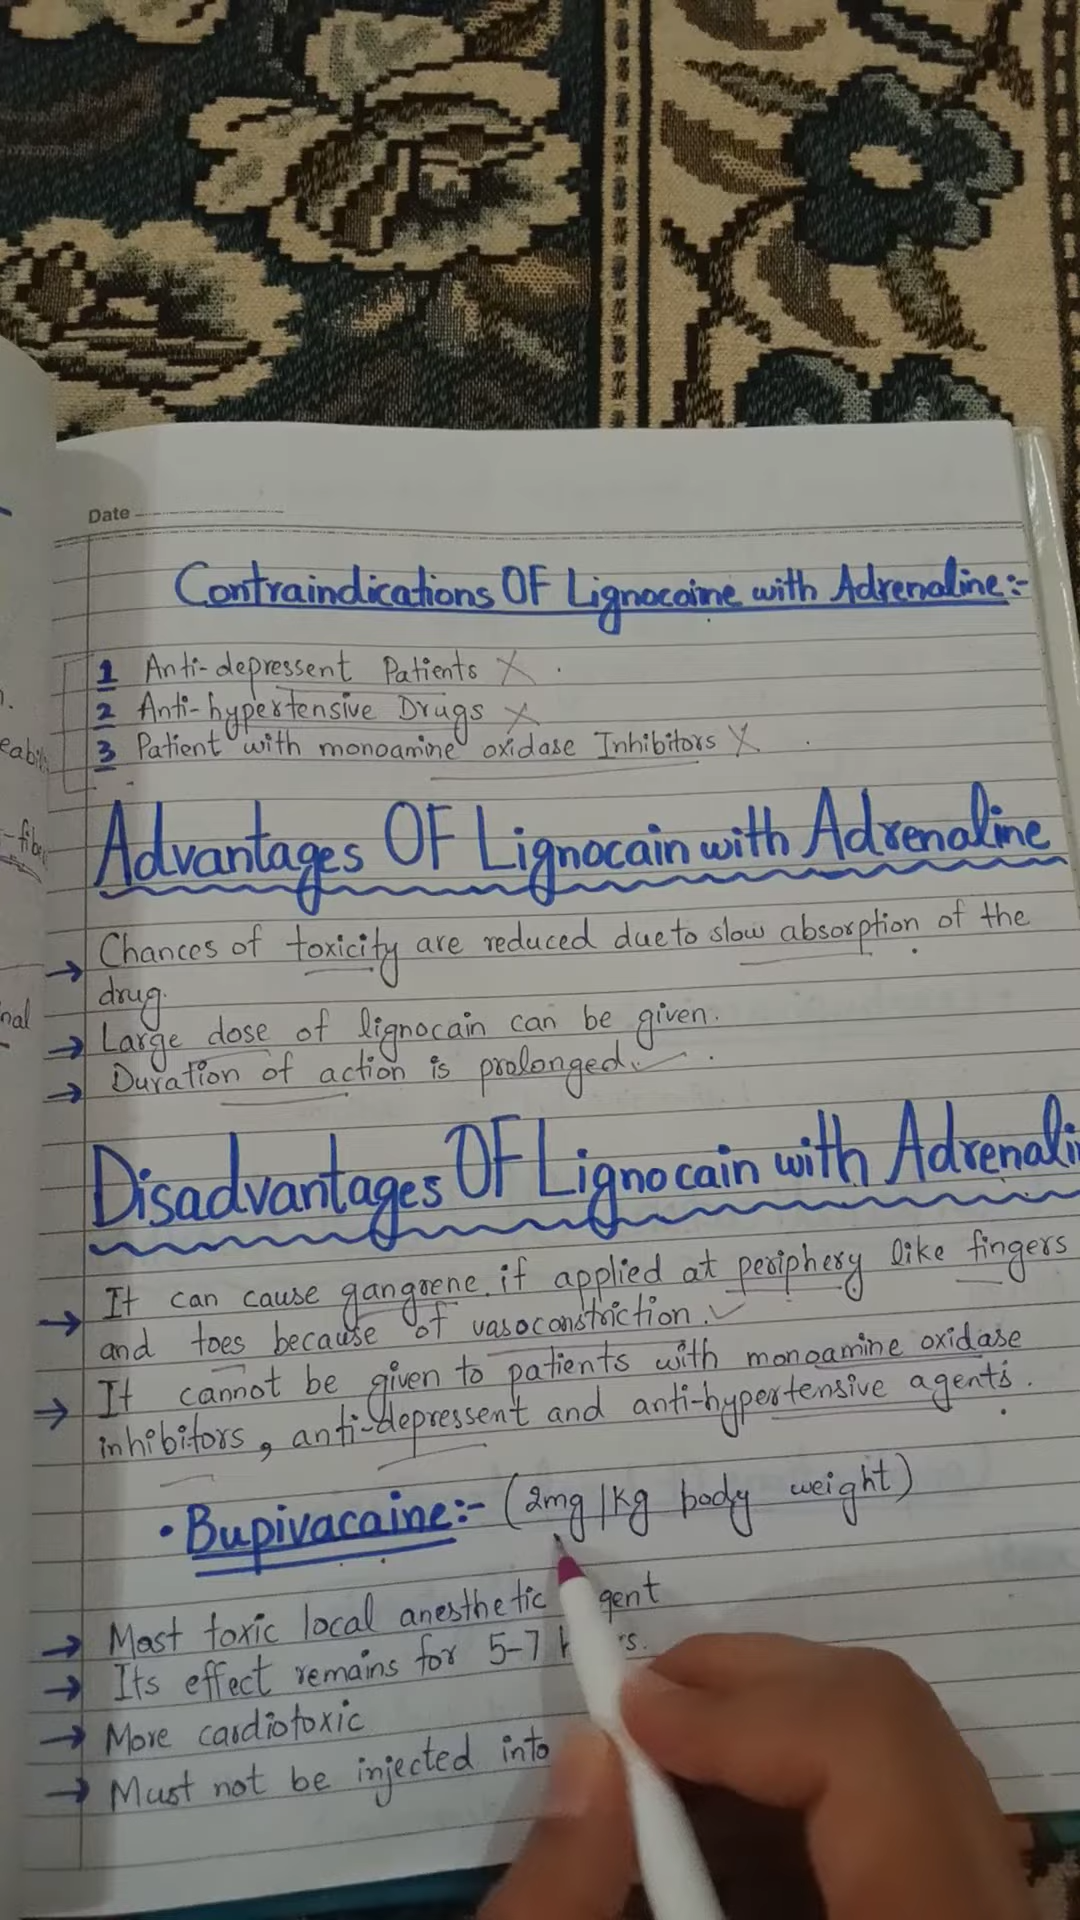 Date
Contraindications OF Lignocaine with Adrenaline:-
1 Anti-depressent Patients X
2 Anti-hypertensive Drugs X
3 Patient with monoamine oxidase Inhibitors X
Advantages OF Lignocain with Adrenaline
→ Chances of toxicity are reduced due to slow absorption of the
drug.
→ Large dose of lignocain can be given.
→ Duration of action is prolonged.
Disadvantages OF Lignocain with Adrenali
→ It can cause gangrene if applied at periphery like fingers
and toes because of vasoconstriction.
→ It cannot be given to patients with monoamine oxidase
inhibitors, anti-depressent and anti-hypertensive agents.
• Bupivacaine:- (2mg/kg body weight)
→ Most toxic local anesthetic gent
→ Its effect remains for 5-7
→ More cardiotoxic
→ Must not be injected into